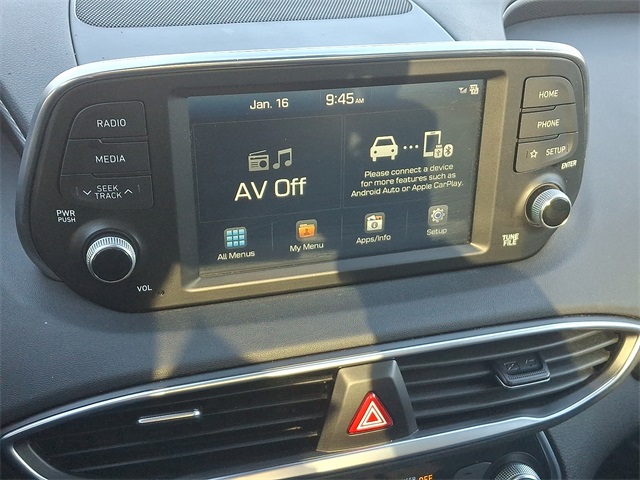 RADIO
MEDIA
SEEK
TRACK
PWR
PUSH
VOL
Jan. 16
9:45AM
AV Off
Please connect a device
for more features such as
Android Auto or Apple CarPlay.
All Menus
My Menu
Apps/Info
Setup
HOME
PHONE
SETUP
ENTER
TUNE
FILE
OFF